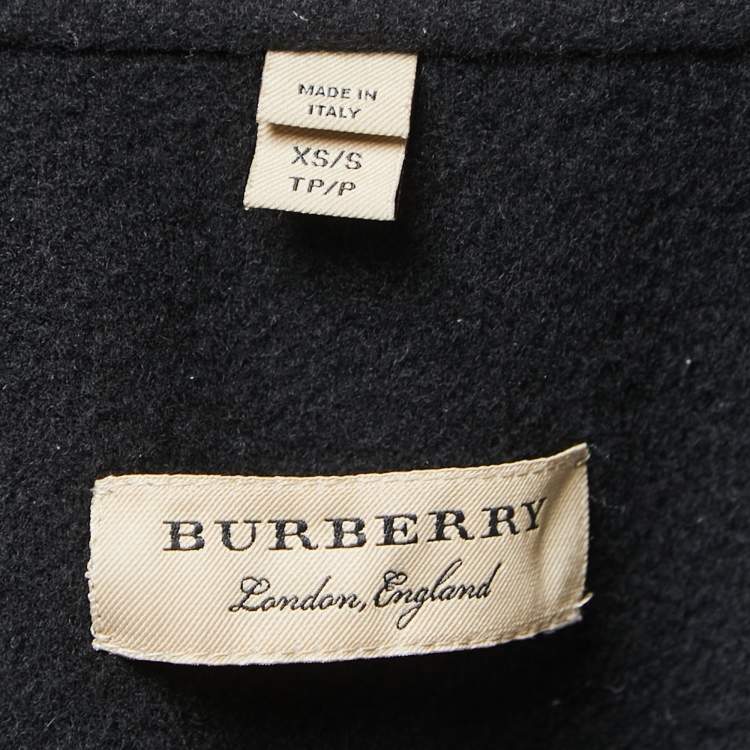 MADE IN
ITALY
XS/S
TP/P
BURBERRY
London, England